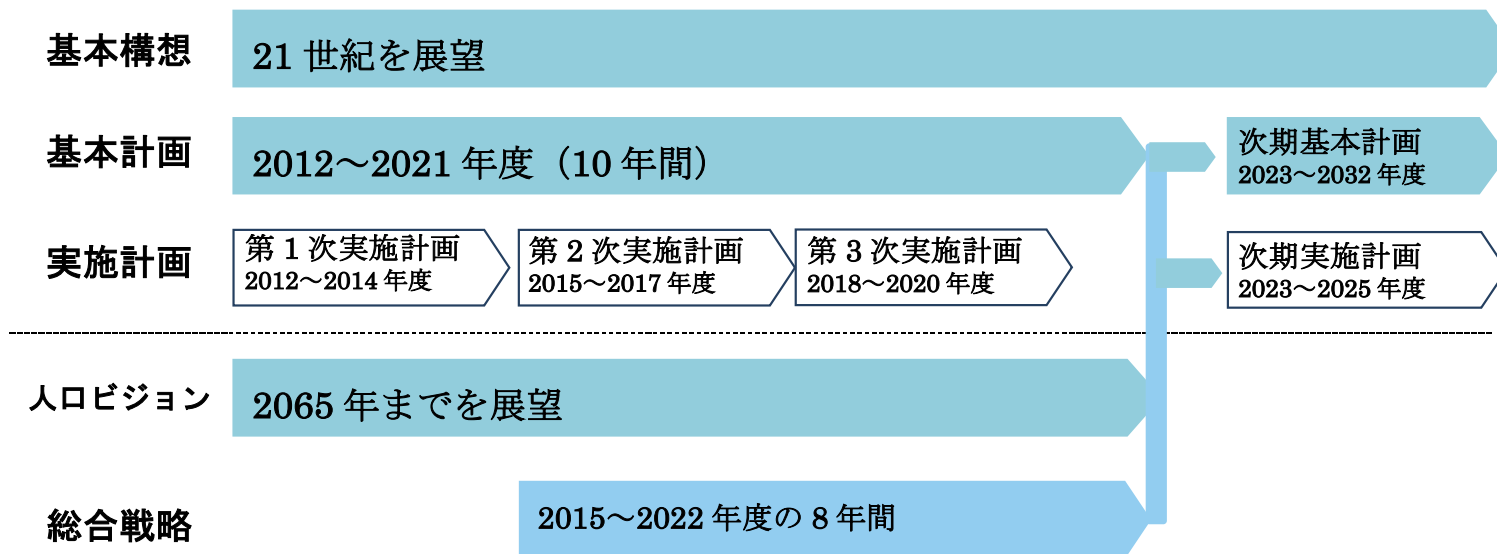 基本構想
21 世紀を展望
基本計画
2012～2021 年度（10 年間）
次期基本計画
2023～2032 年度
実施計画
第 1 次実施計画
2012～2014 年度
第 2 次実施計画
2015～2017 年度
第 3 次実施計画
2018～2020 年度
次期実施計画
2023～2025 年度
人口ビジョン
2065 年までを展望
総合戦略
2015～2022 年度の 8 年間